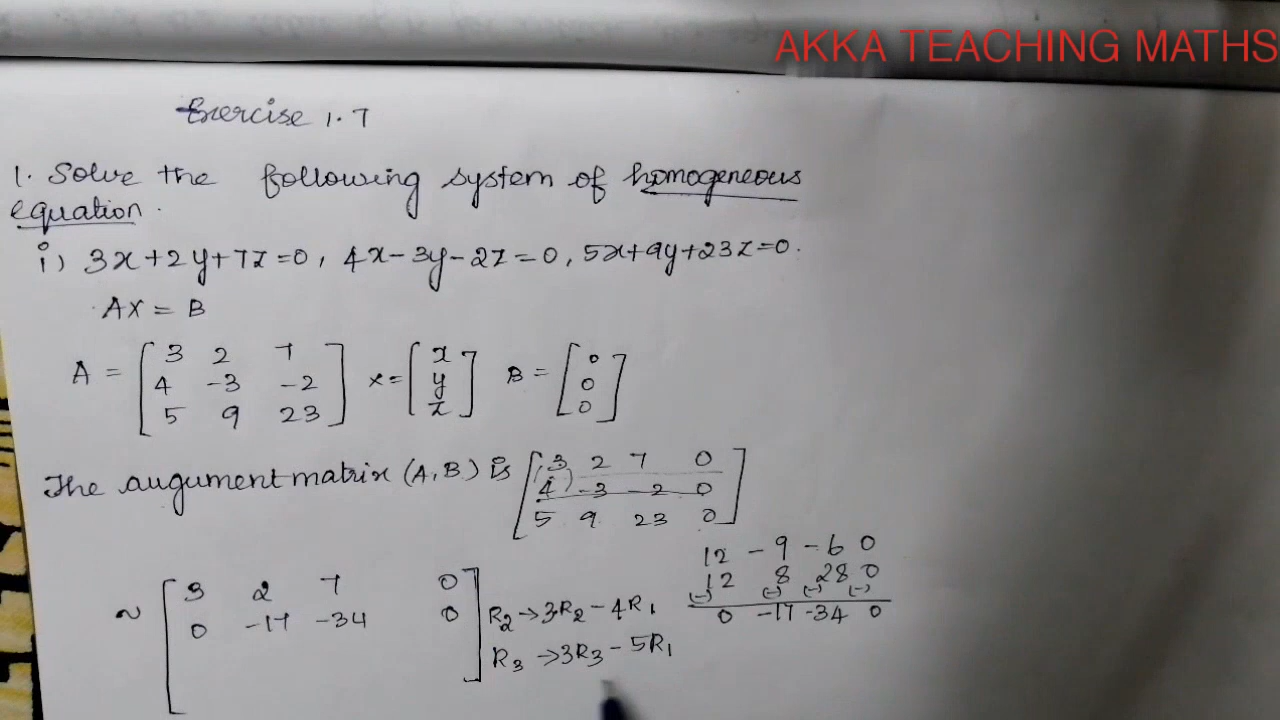 AKKA TEACHING MATHS
Exercise 1.7
1. Solve the following system of homogeneous
equation.
i) 3x+2y+7z=0, 4x-3y-2z=0, 5x+9y+23z=0.
AX = B
A = [3 2 7 x = [x B = [0
4 -3 -2 y 0
5 9 23] z] 0]
The augument matrix (A,B) is [3 2 7 0
4 -3 -2 0
5 9 23 0]
12 -9 -6 0
12 8 28 0
(-) (-) (-) (-)
0 -17 -34 0
~ [3 2 7 0
0 -17 -34 0] R2→3R2-4R1
R3→3R3-5R1